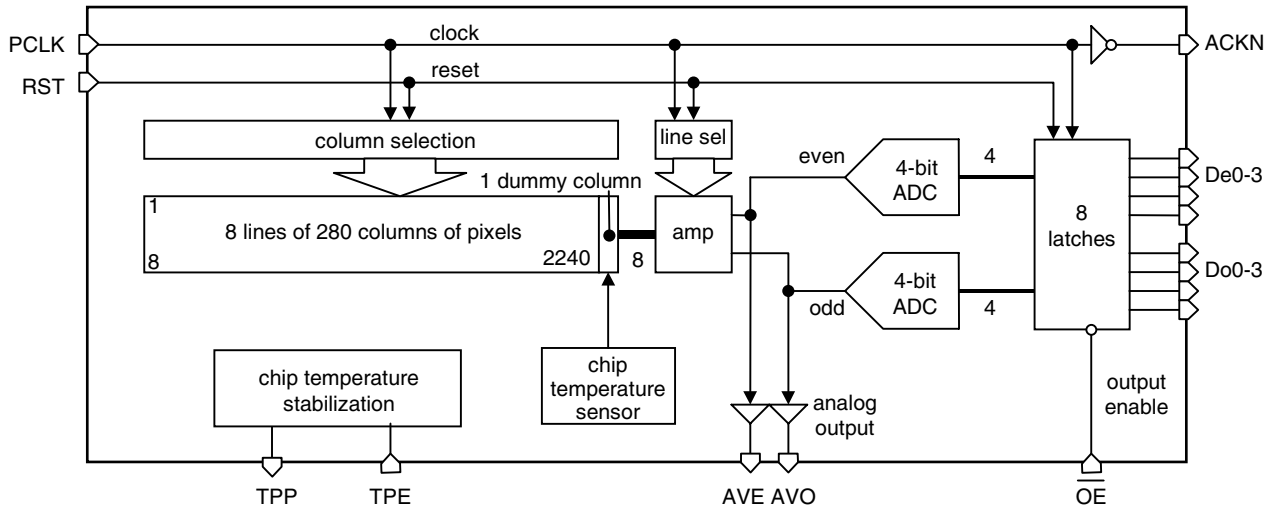 PCLK
clock
ACKN
RST
reset
column selection
line sel
even
4-bit
ADC
4
De0-3
1 dummy column
1
8 lines of 280 columns of pixels
8
2240
8
amp
8
latches
Do0-3
odd
4-bit
ADC
4
chip temperature
stabilization
chip
temperature
sensor
analog
output
output
enable
TPP
TPE
AVE
AVO
OE